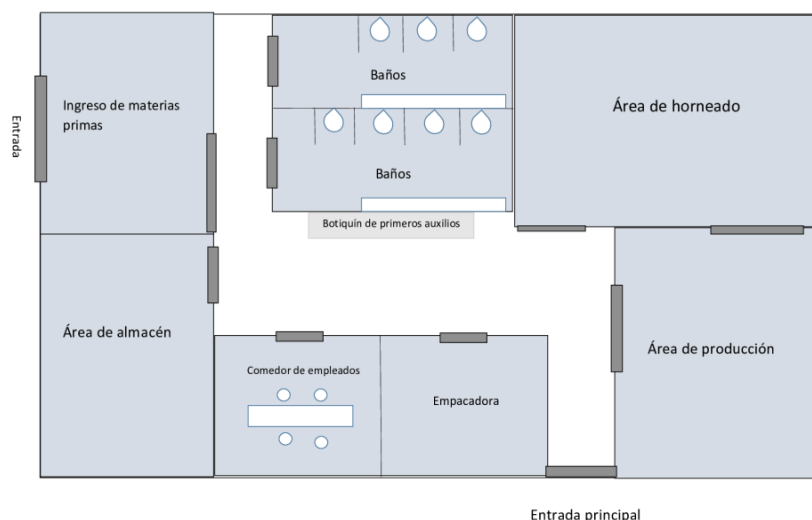 Entrada
Ingreso de materias
primas
Baños
Área de horneado
Baños
Botiquín de primeros auxilios
Área de almacén
Área de producción
Comedor de empleados
Empacadora
Entrada principal